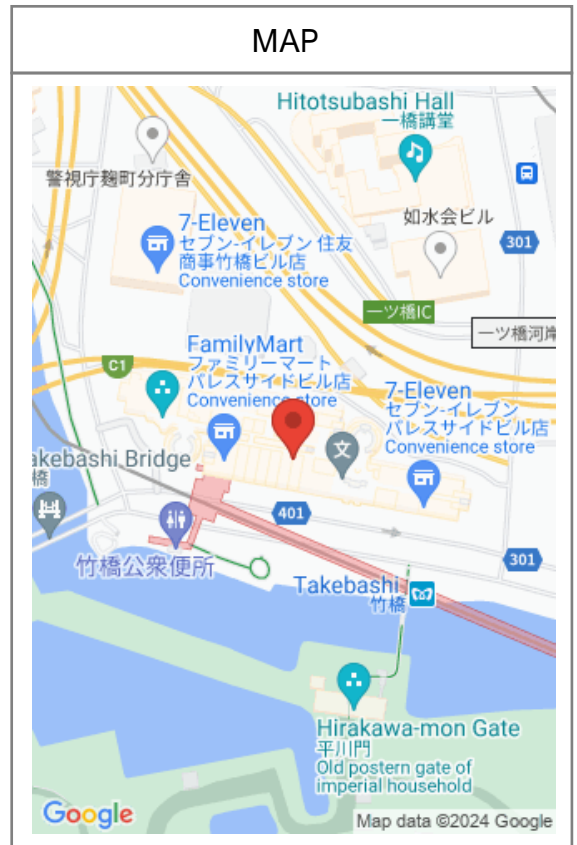 MAP
Hitotsubashi Hall
一橋講堂
警視庁麹町分庁舎
7-Eleven
セブン-イレブン 住友
商事竹橋ビル店
Convenience store
如水会ビル
301
一ツ橋IC
一ツ橋河岸
FamilyMart
ファミリーマート
パレスサイドビル店
Convenience store
C1
7-Eleven
セブン-イレブン
パレスサイドビル店
Convenience store
文
akebashi Bridge
橋
401
竹橋公衆便所
301
Takebashi
竹橋
Hirakawa-mon Gate
平川門
Old postern gate of
imperial household
Google
Map data ©2024 Google